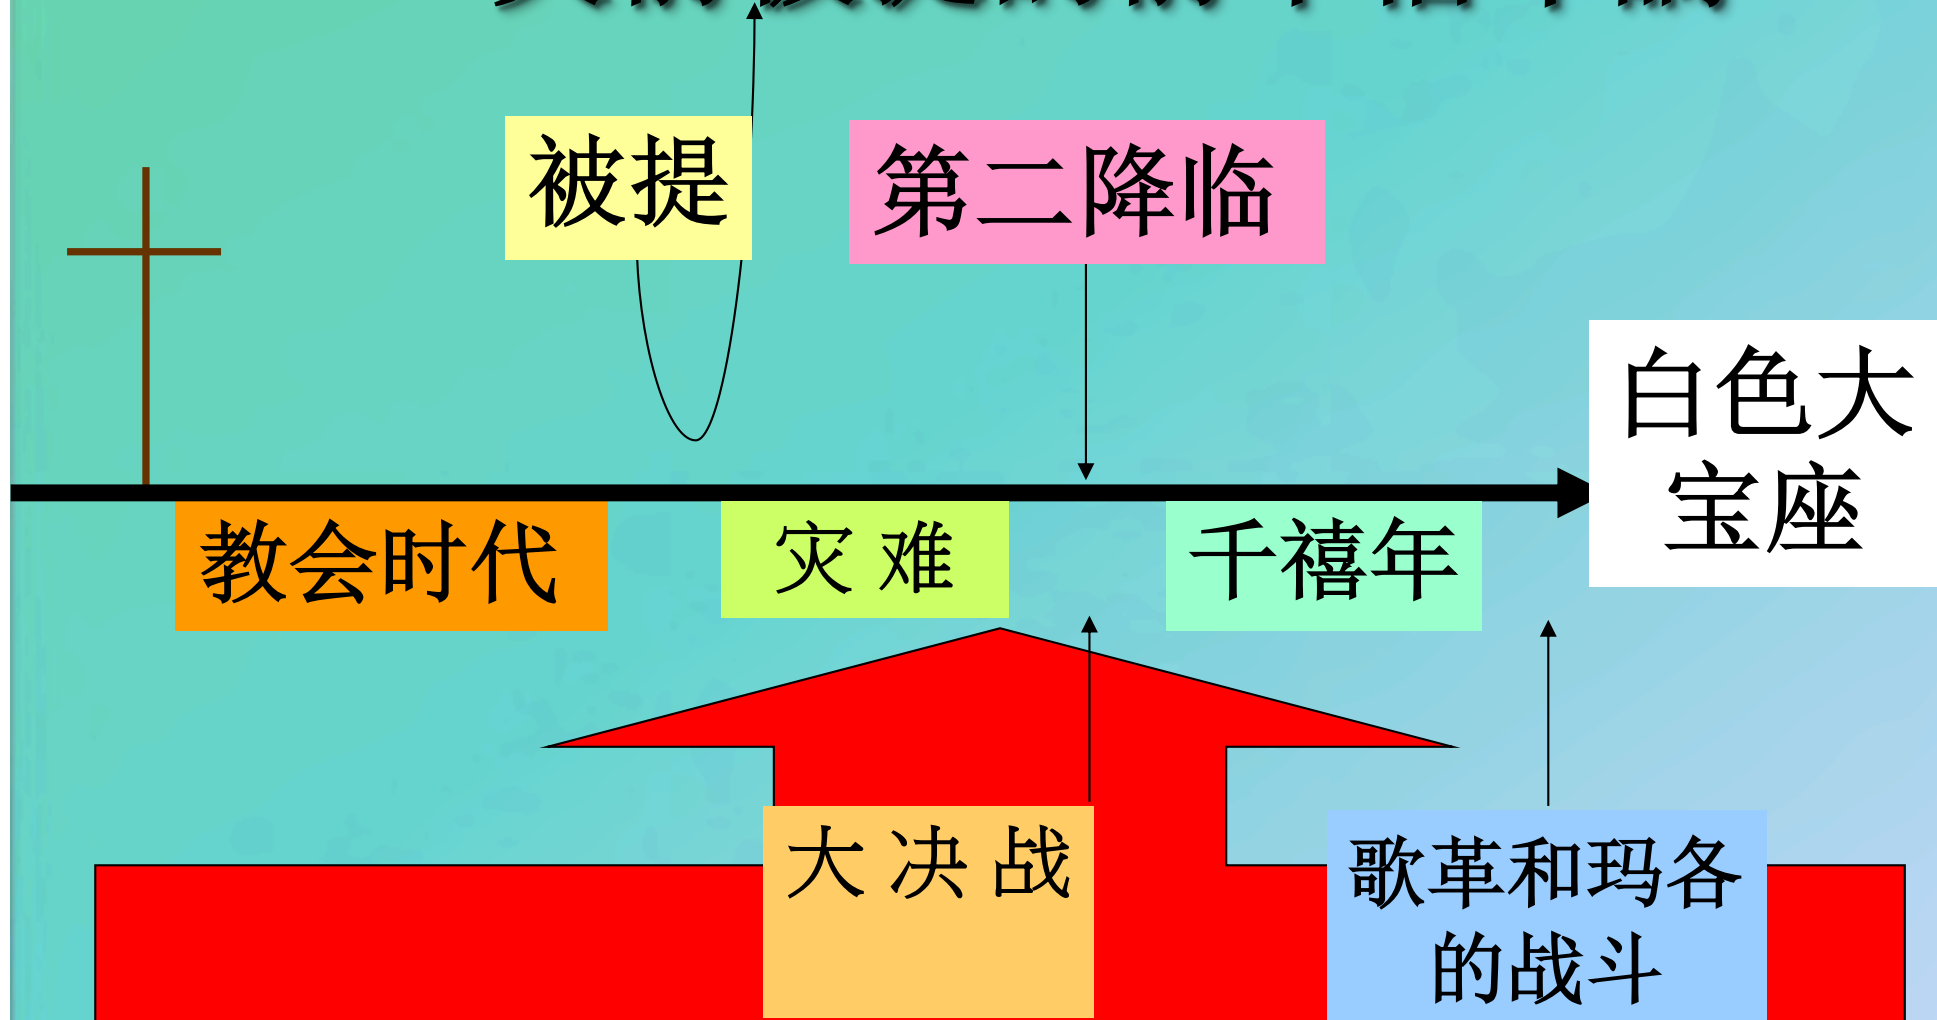 被提
第二降临
白色大
宝座
教会时代
灾 难
千禧年
大 决 战
歌革和玛各
的战斗